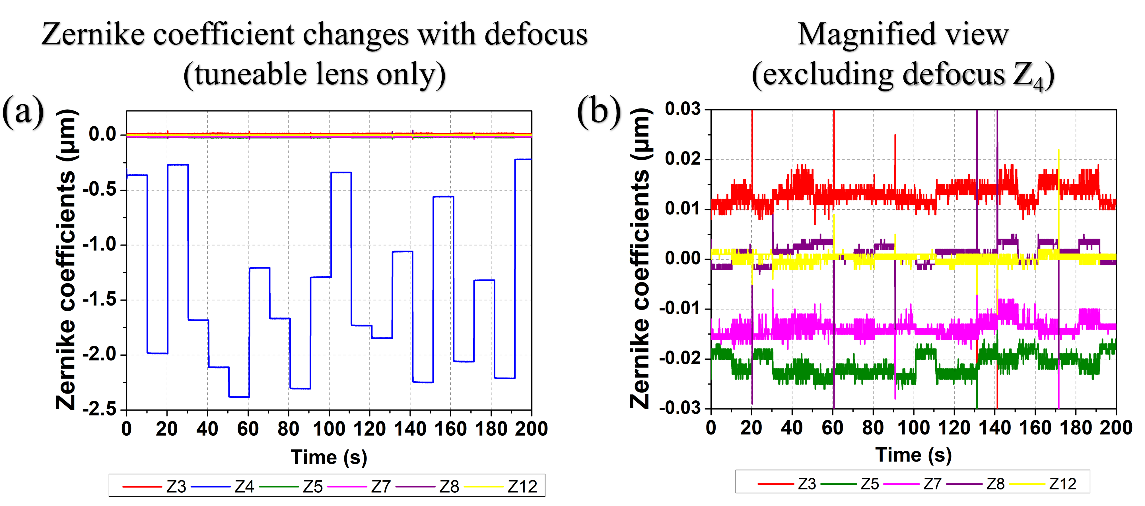 Zernike coefficient changes with defocus
(tuneable lens only)
Magnified view
(excluding defocus Z₄)
(a)
Zernike coefficients (μm)
0.0
-0.5
-1.0
-1.5
-2.0
-2.5
0 20 40 60 80 100 120 140 160 180 200
Time (s)
Z3 Z4 Z5 Z7 Z8 Z12
(b)
Zernike coefficients (μm)
0.03
0.02
0.01
0.00
-0.01
-0.02
-0.03
0 20 40 60 80 100 120 140 160 180 200
Time (s)
Z3 Z5 Z7 Z8 Z12